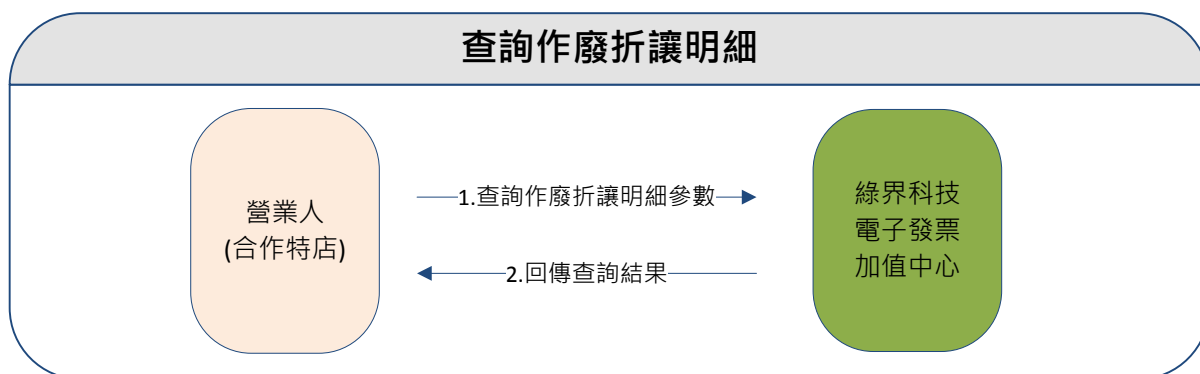 查詢作廢折讓明細
營業人
(合作特店)
1.查詢作廢折讓明細參數
2.回傳查詢結果
綠界科技
電子發票
加值中心